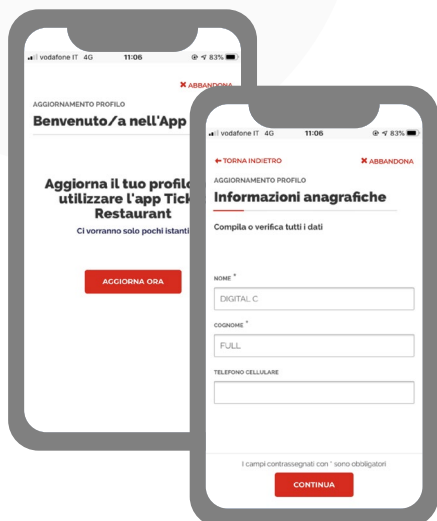 vodafone IT 4G 11:06 83%
✖ ABBANDONA
AGGIORNAMENTO PROFILO
Benvenuto/a nell'App
Aggiorna il tuo profilo
utilizzare l'app Tick
Restaurant
Ci vorranno solo pochi istanti
AGGIORNA ORA
vodafone IT 4G 11:06 83%
← TORNA INDIETRO ✖ ABBANDONA
AGGIORNAMENTO PROFILO
Informazioni anagrafiche
Compila o verifica tutti i dati
NOME *
DIGITAL C
COGNOME *
FULL
TELEFONO CELLULARE
I campi contrassegnati con * sono obbligatori
CONTINUA